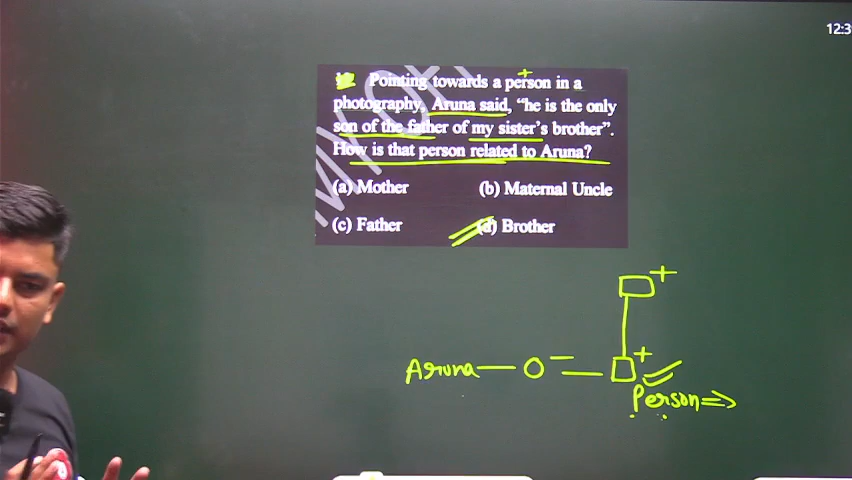 12:3
Pointing towards a person in a
photography, Aruna said, "he is the only
son of the father of my sister's brother".
How is that person related to Aruna?
(a) Mother (b) Maternal Uncle
(c) Father (d) Brother
+
+
Aruna — O — +
Person ⇒